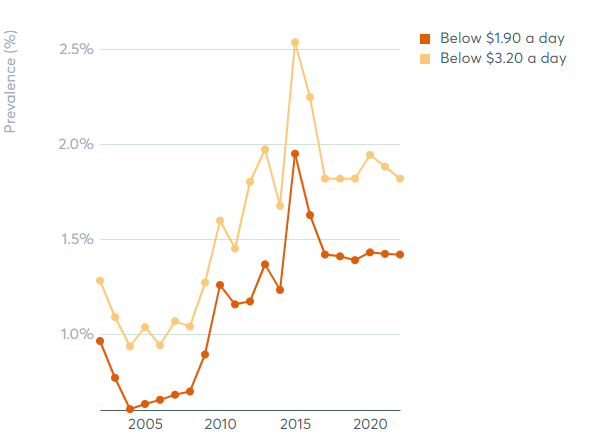 Prevalence (%)
2.5%
2.0%
1.5%
1.0%
2005 2010 2015 2020
Below $1.90 a day
Below $3.20 a day